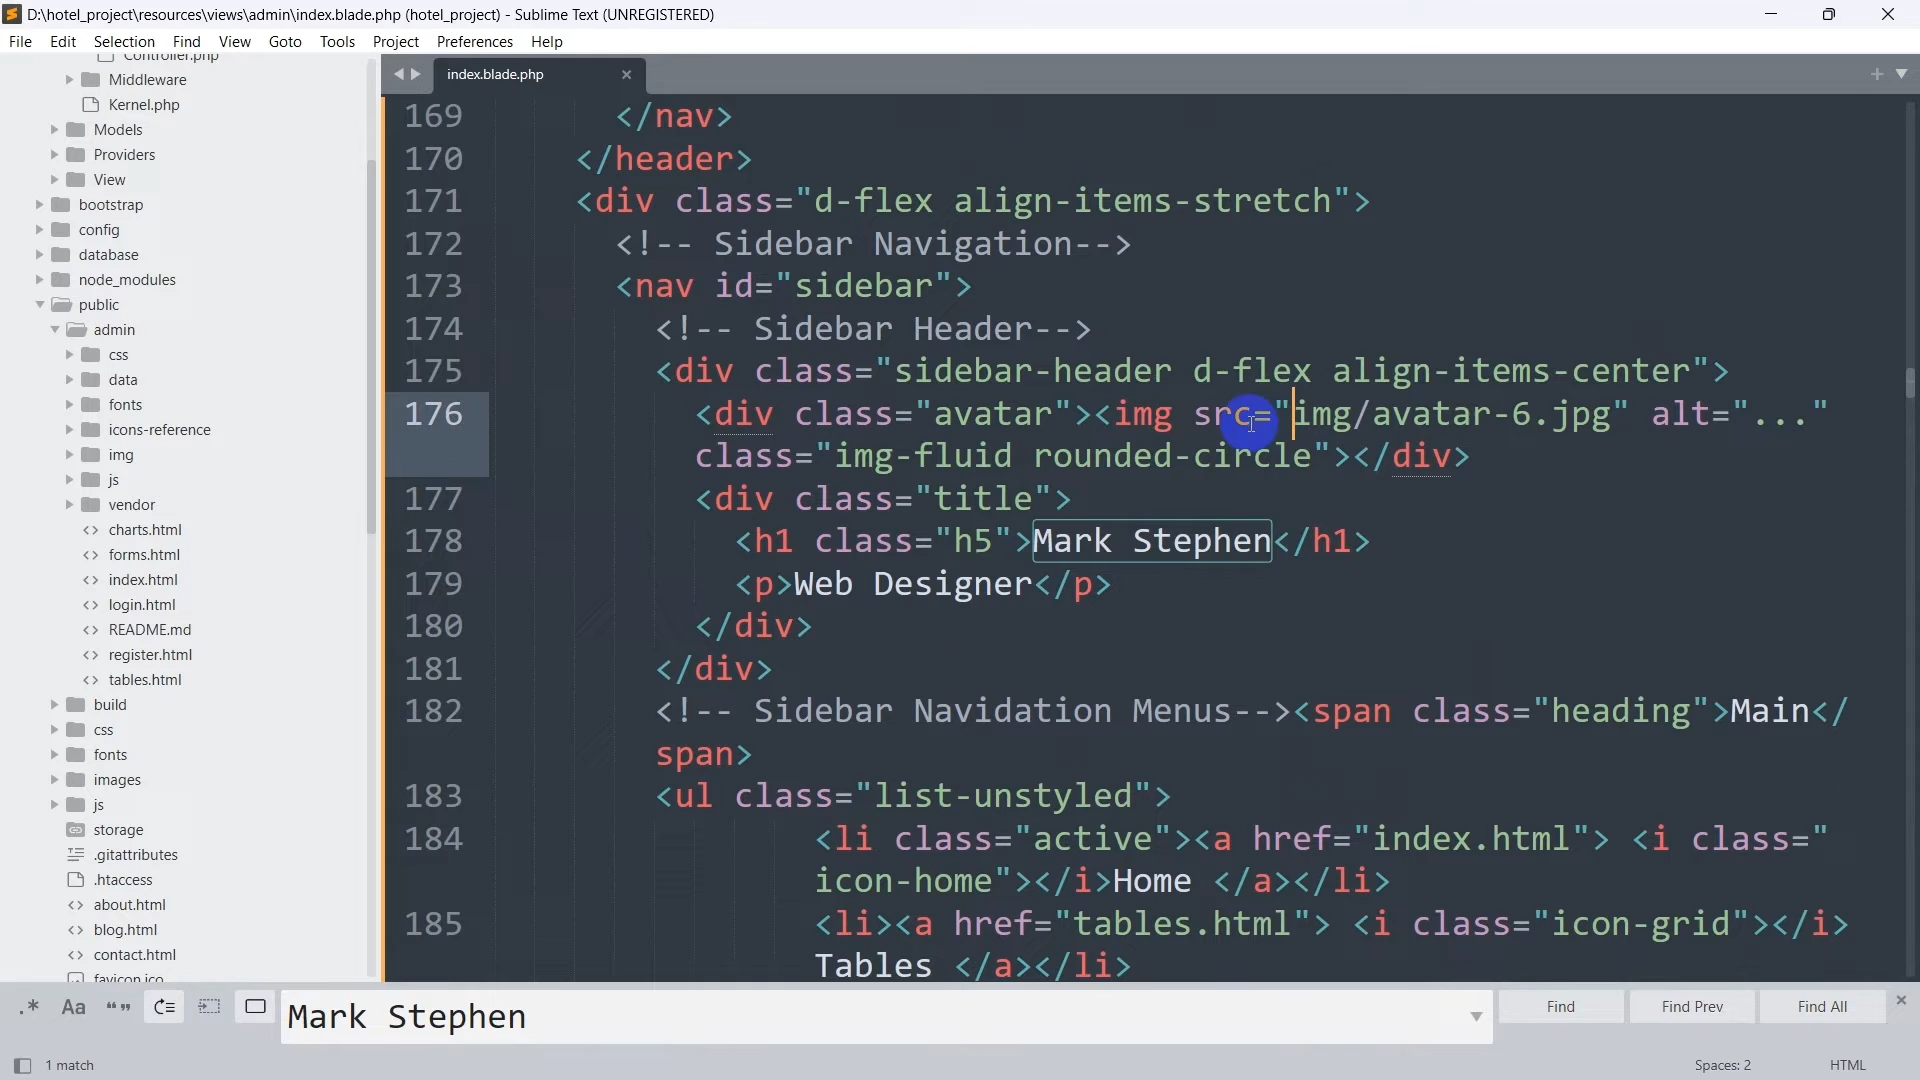 D:\hotel_project\resources\views\admin\index.blade.php (hotel_project) - Sublime Text (UNREGISTERED)
File Edit Selection Find View Goto Tools Project Preferences Help
Controller.php
Middleware
Kernel.php
Models
Providers
View
bootstrap
config
database
node_modules
public
admin
css
data
fonts
icons-reference
img
js
vendor
charts.html
forms.html
index.html
login.html
README.md
register.html
tables.html
build
css
fonts
images
js
storage
.gitattributes
.htaccess
about.html
blog.html
contact.html
favicon.ico
index.blade.php
169 </nav>
170 </header>
171 <div class="d-flex align-items-stretch">
172 <!-- Sidebar Navigation-->
173 <nav id="sidebar">
174 <!-- Sidebar Header-->
175 <div class="sidebar-header d-flex align-items-center">
176 <div class="avatar"><img src="img/avatar-6.jpg" alt="..."
class="img-fluid rounded-circle"></div>
177 <div class="title">
178 <h1 class="h5">Mark Stephen</h1>
179 <p>Web Designer</p>
180 </div>
181 </div>
182 <!-- Sidebar Navidation Menus--><span class="heading">Main</
span>
183 <ul class="list-unstyled">
184 <li class="active"><a href="index.html"> <i class="
icon-home"></i>Home </a></li>
185 <li><a href="tables.html"> <i class="icon-grid"></i>
Tables </a></li>
.* Aa “” Mark Stephen Find Find Prev Find All
1 match Spaces: 2 HTML